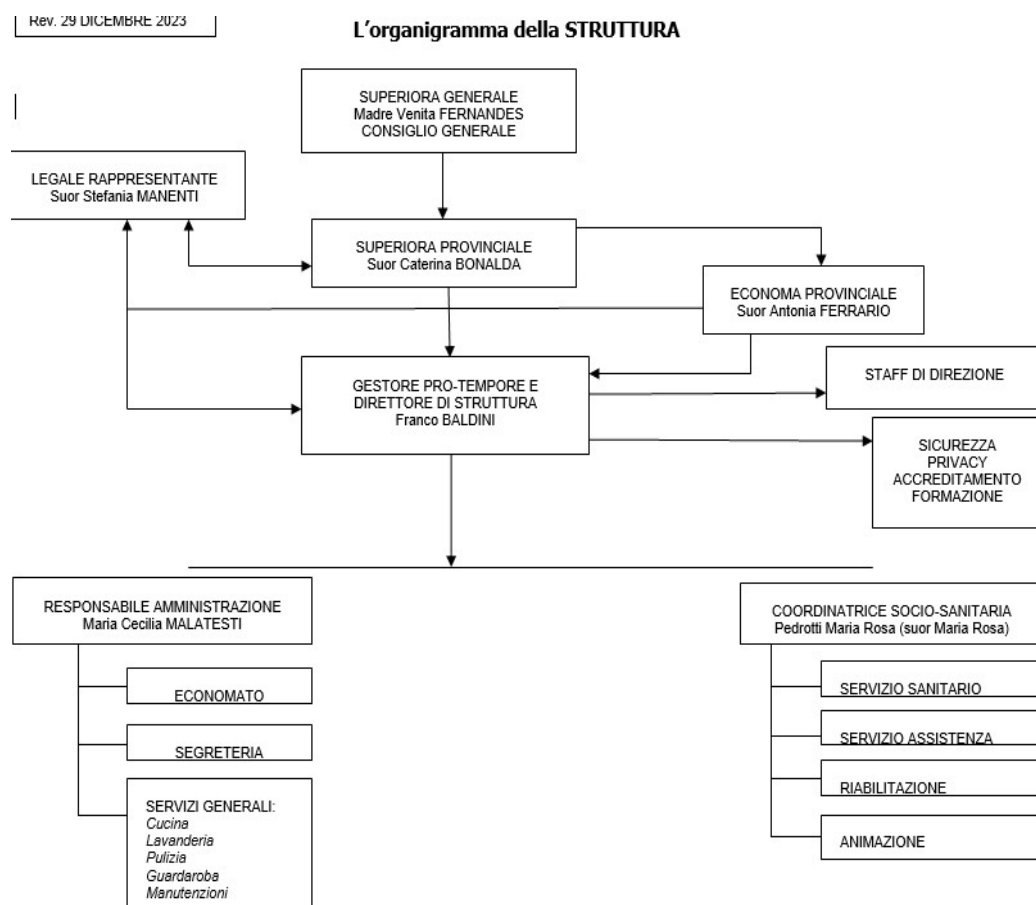 Rev. 29 DICEMBRE 2023
L'organigramma della STRUTTURA
SUPERIORA GENERALE
Madre Venita FERNANDES
CONSIGLIO GENERALE
LEGALE RAPPRESENTANTE
Suor Stefania MANENTI
SUPERIORA PROVINCIALE
Suor Caterina BONALDA
ECONOMA PROVINCIALE
Suor Antonia FERRARIO
GESTORE PRO-TEMPORE E
DIRETTORE DI STRUTTURA
Franco BALDINI
STAFF DI DIREZIONE
SICUREZZA
PRIVACY
ACCREDITAMENTO
FORMAZIONE
RESPONSABILE AMMINISTRAZIONE
Maria Cecilia MALATESTI
ECONOMATO
SEGRETERIA
SERVIZI GENERALI:
Cucina
Lavanderia
Pulizia
Guardaroba
Manutenzioni
COORDINATRICE SOCIO-SANITARIA
Pedrotti Maria Rosa (suor Maria Rosa)
SERVIZIO SANITARIO
SERVIZIO ASSISTENZA
RIABILITAZIONE
ANIMAZIONE